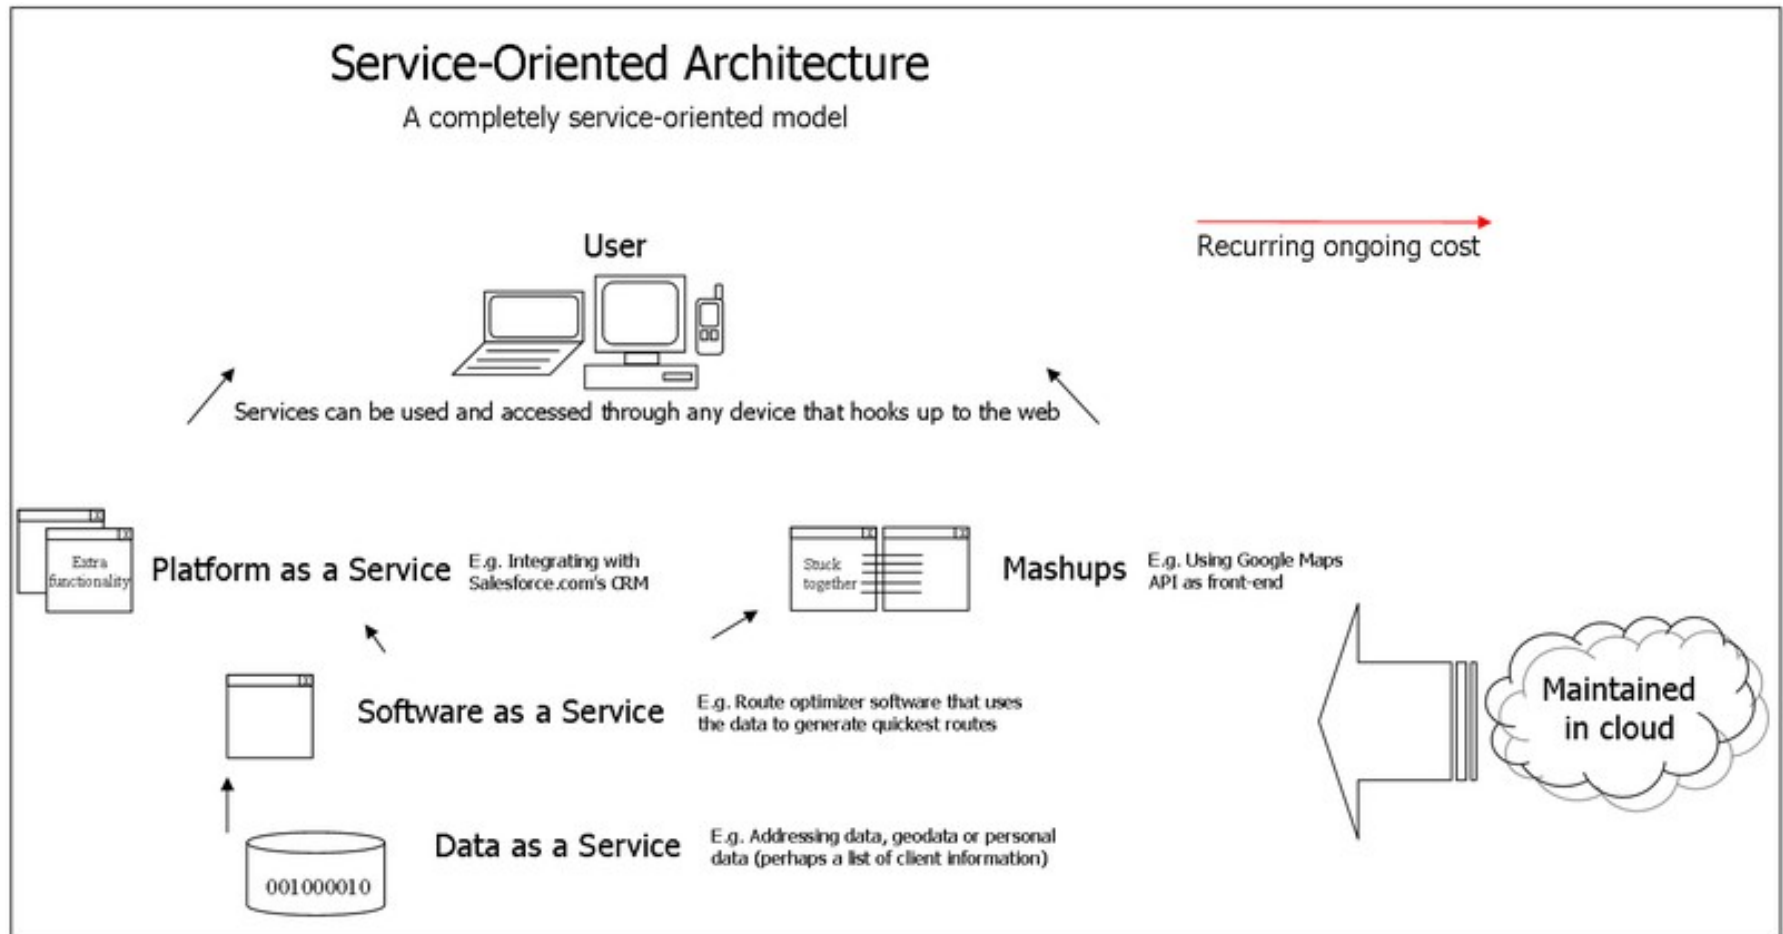 Service-Oriented Architecture
A completely service-oriented model
User
Recurring ongoing cost
Services can be used and accessed through any device that hooks up to the web
Extra
functionality
Platform as a Service
E.g. Integrating with
Salesforce.com's CRM
Stuck
together
Mashups
E.g. Using Google Maps
API as front-end
Software as a Service
E.g. Route optimizer software that uses
the data to generate quickest routes
Maintained
in cloud
Data as a Service
E.g. Addressing data, geodata or personal
data (perhaps a list of client information)
001000010